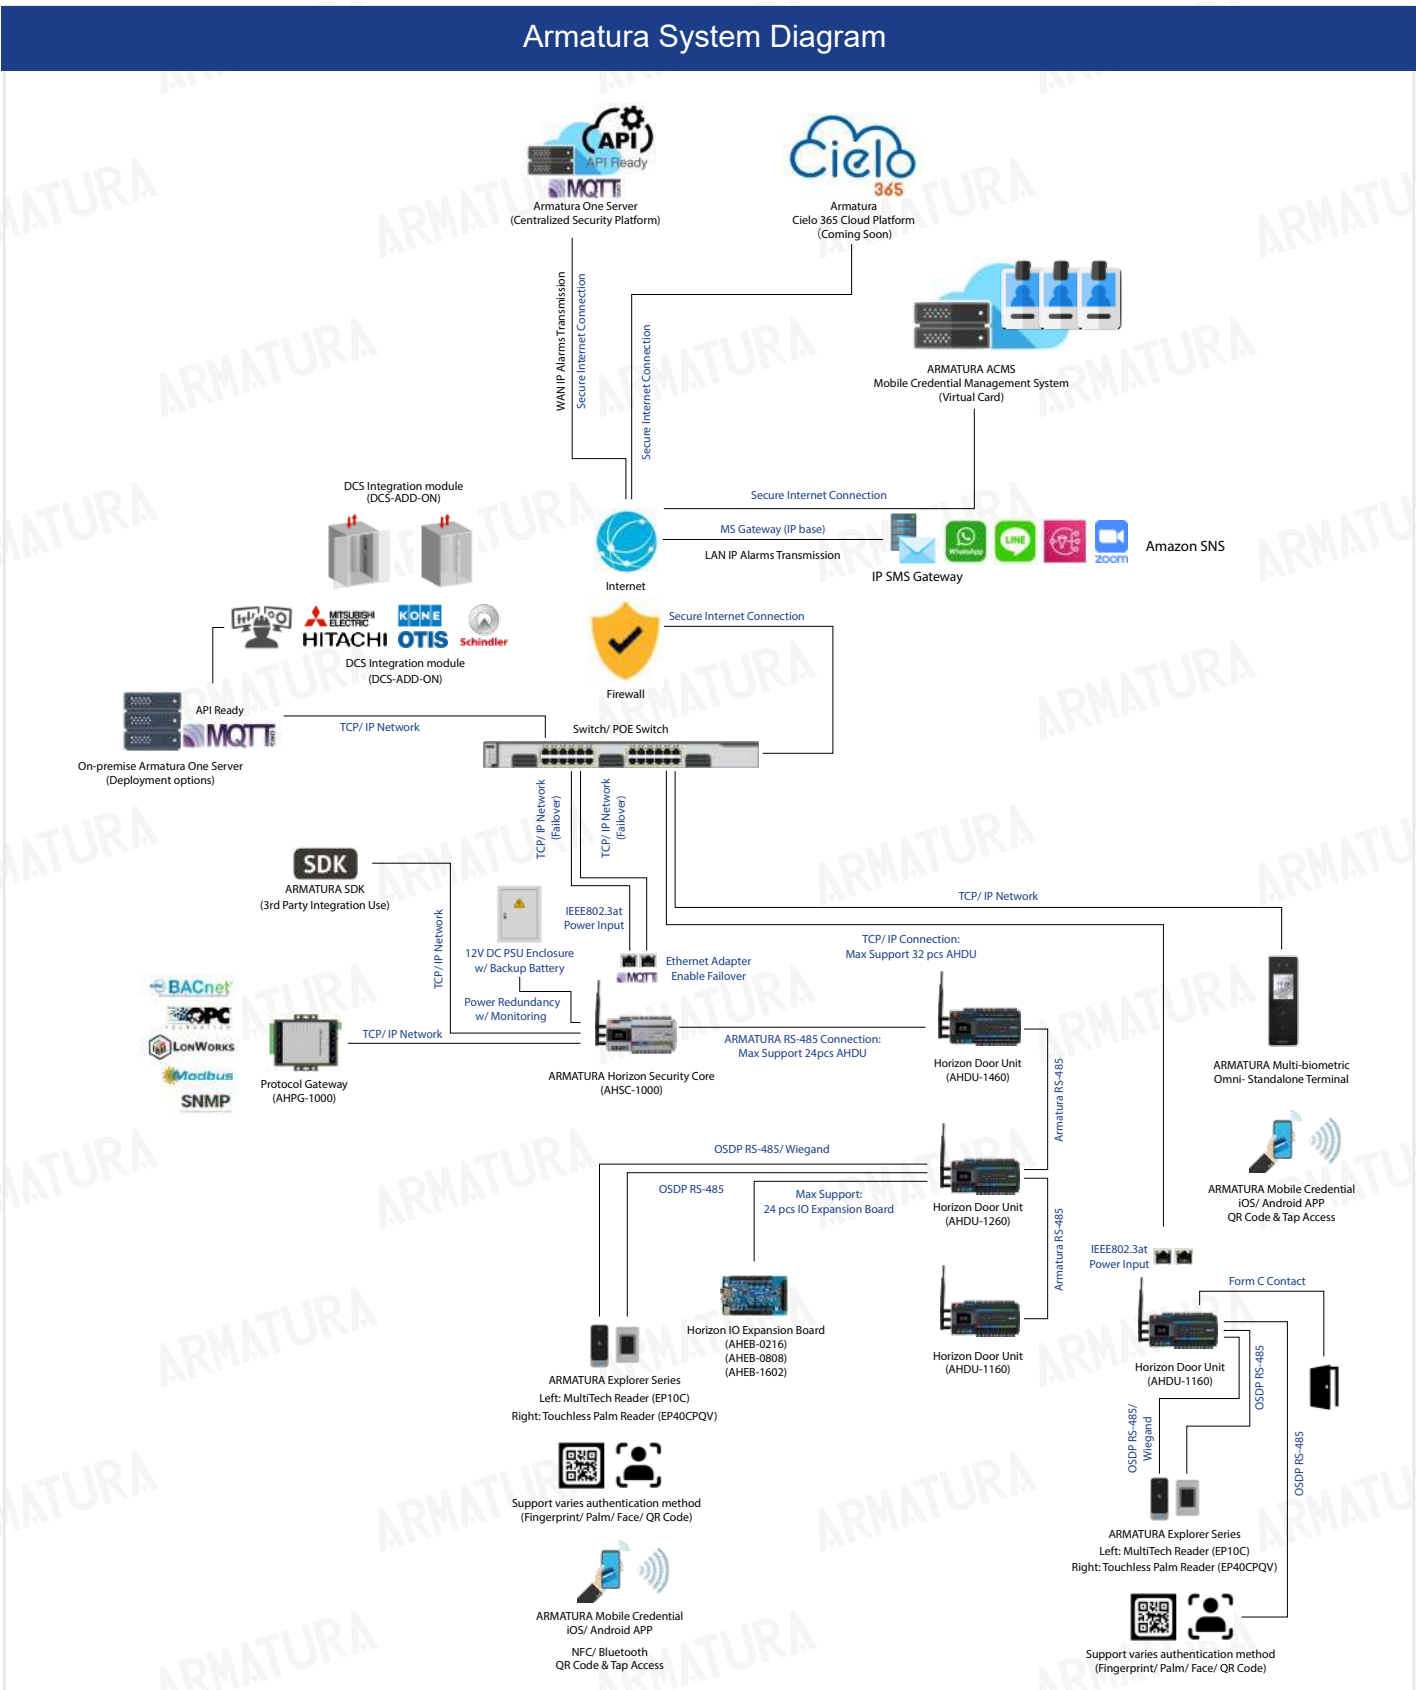 Armatura System Diagram
API
API Ready
MQTT
Armatura One Server
(Centralized Security Platform)
Cielo
365
Armatura
Cielo 365 Cloud Platform
(Coming Soon)
WAN IP Alarms Transmission
Secure Internet Connection
Secure Internet Connection
ARMATURA ACMS
Mobile Credential Management System
(Virtual Card)
Secure Internet Connection
DCS Integration module
(DCS-ADD-ON)
MS Gateway (IP base)
LAN IP Alarms Transmission
Internet
IP SMS Gateway
WhatsApp
LINE
zoom
Amazon SNS
MITSUBISHI
ELECTRIC
HITACHI
KONE
OTIS
Schindler
DCS Integration module
(DCS-ADD-ON)
Secure Internet Connection
Firewall
API Ready
MQTT
On-premise Armatura One Server
(Deployment options)
TCP/ IP Network
Switch/ POE Switch
TCP/ IP Network
(Failover)
TCP/ IP Network
(Failover)
SDK
ARMATURA SDK
(3rd Party Integration Use)
TCP/ IP Network
12V DC PSU Enclosure
w/ Backup Battery
IEEE802.3at
Power Input
MQTT
Ethernet Adapter
Enable Failover
Power Redundancy
w/ Monitoring
TCP/ IP Network
TCP/ IP Connection:
Max Support 32 pcs AHDU
BACnet
OPC
FOUNDATION
LONWORKS
Modbus
SNMP
Protocol Gateway
(AHPG-1000)
TCP/ IP Network
ARMATURA Horizon Security Core
(AHSC-1000)
ARMATURA RS-485 Connection:
Max Support 24pcs AHDU
Horizon Door Unit
(AHDU-1460)
Armatura RS-485
ARMATURA Multi-biometric
Omni- Standalone Terminal
ARMATURA Mobile Credential
iOS/ Android APP
QR Code & Tap Access
OSDP RS-485/ Wiegand
OSDP RS-485
Max Support:
24 pcs IO Expansion Board
Horizon Door Unit
(AHDU-1260)
Armatura RS-485
Horizon Door Unit
(AHDU-1160)
Horizon IO Expansion Board
(AHEB-0216)
(AHEB-0808)
(AHEB-1602)
ARMATURA Explorer Series
Left: MultiTech Reader (EP10C)
Right: Touchless Palm Reader (EP40CPQV)
Support varies authentication method
(Fingerprint/ Palm/ Face/ QR Code)
ARMATURA Mobile Credential
iOS/ Android APP
NFC/ Bluetooth
QR Code & Tap Access
IEEE802.3at
Power Input
Form C Contact
Horizon Door Unit
(AHDU-1160)
OSDP RS-485/
Wiegand
OSDP RS-485
OSDP RS-485
ARMATURA Explorer Series
Left: MultiTech Reader (EP10C)
Right: Touchless Palm Reader (EP40CPQV)
Support varies authentication method
(Fingerprint/ Palm/ Face/ QR Code)